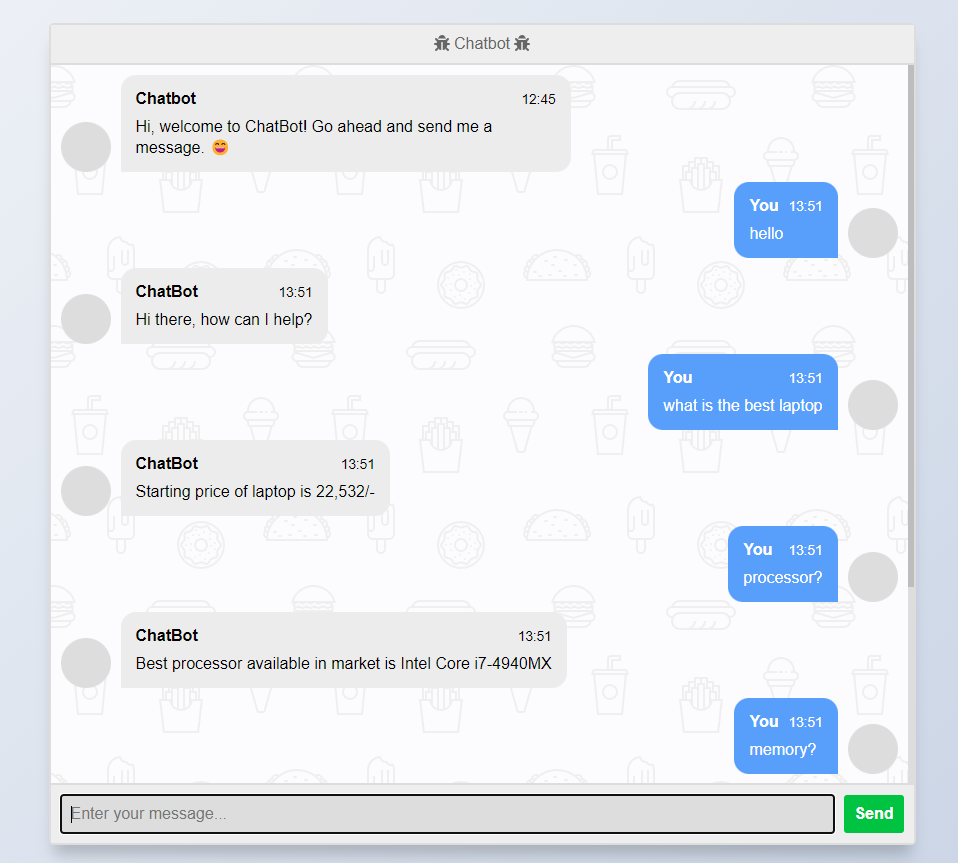 Chatbot
Chatbot 12:45
Hi, welcome to ChatBot! Go ahead and send me a
message. 😄
You 13:51
hello
ChatBot 13:51
Hi there, how can I help?
You 13:51
what is the best laptop
ChatBot 13:51
Starting price of laptop is 22,532/-
You 13:51
processor?
ChatBot 13:51
Best processor available in market is Intel Core i7-4940MX
You 13:51
memory?
Enter your message...
Send